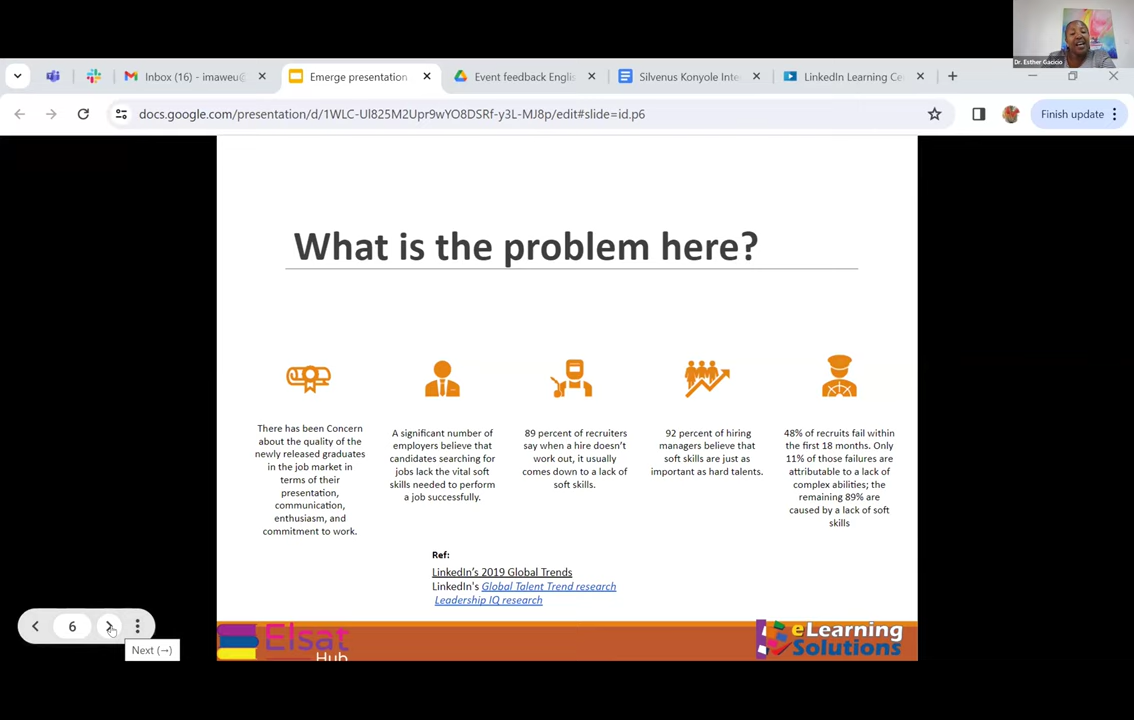 Dr. Esther Gacicio
Inbox (16) - imaweu@
Emerge presentation
Event feedback Englis
Silvenus Konyole Inte
LinkedIn Learning Ce
docs.google.com/presentation/d/1WLC-Ul825M2Upr9wYO8DSRf-y3L-MJ8p/edit#slide=id.p6
Finish update
What is the problem here?
There has been Concern
about the quality of the
newly released graduates
in the job market in
terms of their
presentation,
communication,
enthusiasm, and
commitment to work.
A significant number of
employers believe that
candidates searching for
jobs lack the vital soft
skills needed to perform
a job successfully.
89 percent of recruiters
say when a hire doesn't
work out, it usually
comes down to a lack of
soft skills.
92 percent of hiring
managers believe that
soft skills are just as
important as hard talents.
48% of recruits fail within
the first 18 months. Only
11% of those failures are
attributable to a lack of
complex abilities; the
remaining 89% are
caused by a lack of soft
skills
Ref:
LinkedIn's 2019 Global Trends
LinkedIn's Global Talent Trend research
Leadership IQ research
6
Next (→)
Elsat
Hub
eLearning
Solutions